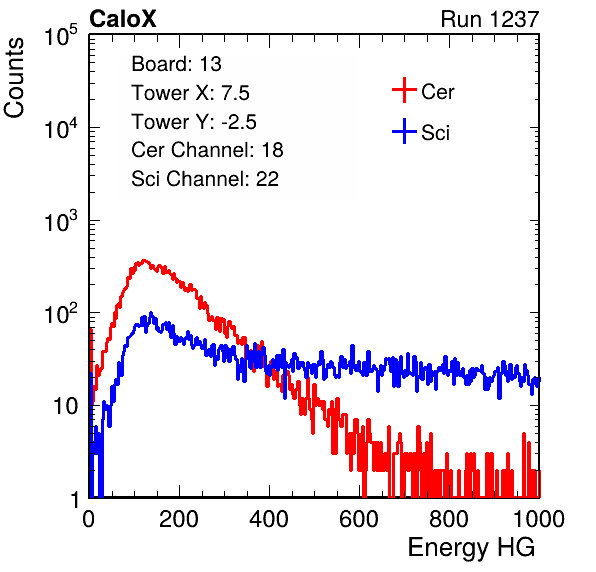 CaloX Run 1237
Counts
Board: 13
Tower X: 7.5
Tower Y: -2.5
Cer Channel: 18
Sci Channel: 22
Cer
Sci
10^5
10^4
10^3
10^2
10
1
0 200 400 600 800 1000
Energy HG